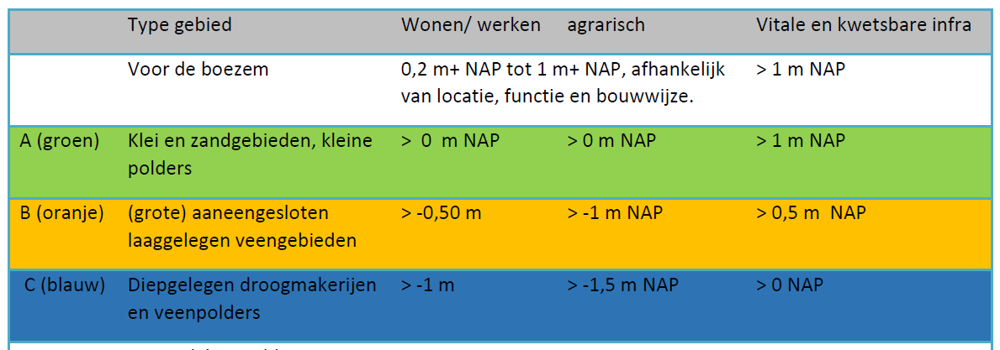 Type gebied Wonen/ werken agrarisch Vitale en kwetsbare infra
Voor de boezem 0,2 m+ NAP tot 1 m+ NAP, afhankelijk > 1 m NAP
van locatie, functie en bouwwijze.
A (groen) Klei en zandgebieden, kleine > 0 m NAP > 0 m NAP > 1 m NAP
polders
B (oranje) (grote) aaneengesloten > -0,50 m > -1 m NAP > 0,5 m NAP
laaggelegen veengebieden
C (blauw) Diepgelegen droogmakerijen > -1 m > -1,5 m NAP > 0 NAP
en veenpolders